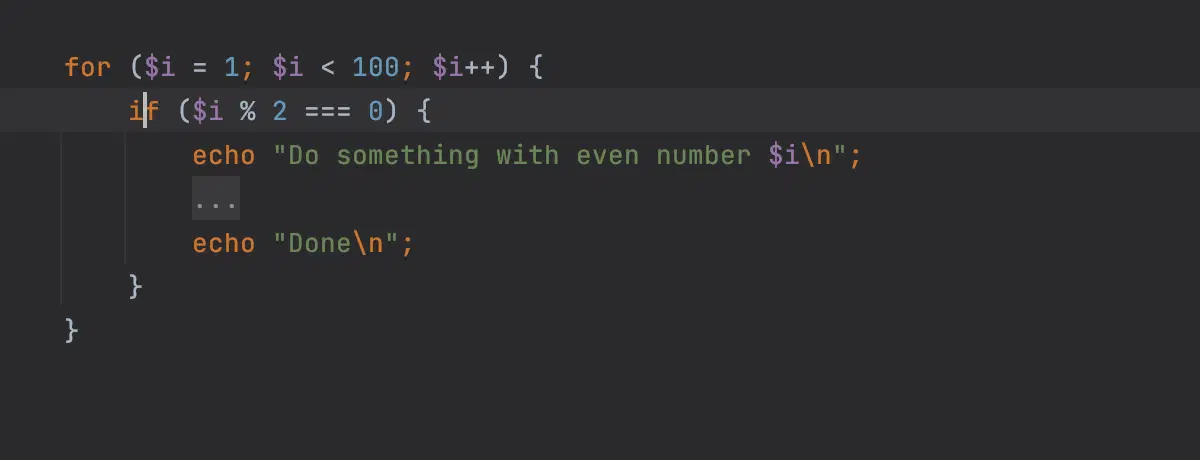 for ($i = 1; $i < 100; $i++) {
    if ($i % 2 === 0) {
        echo "Do something with even number $i\n";
        ...
        echo "Done\n";
    }
}